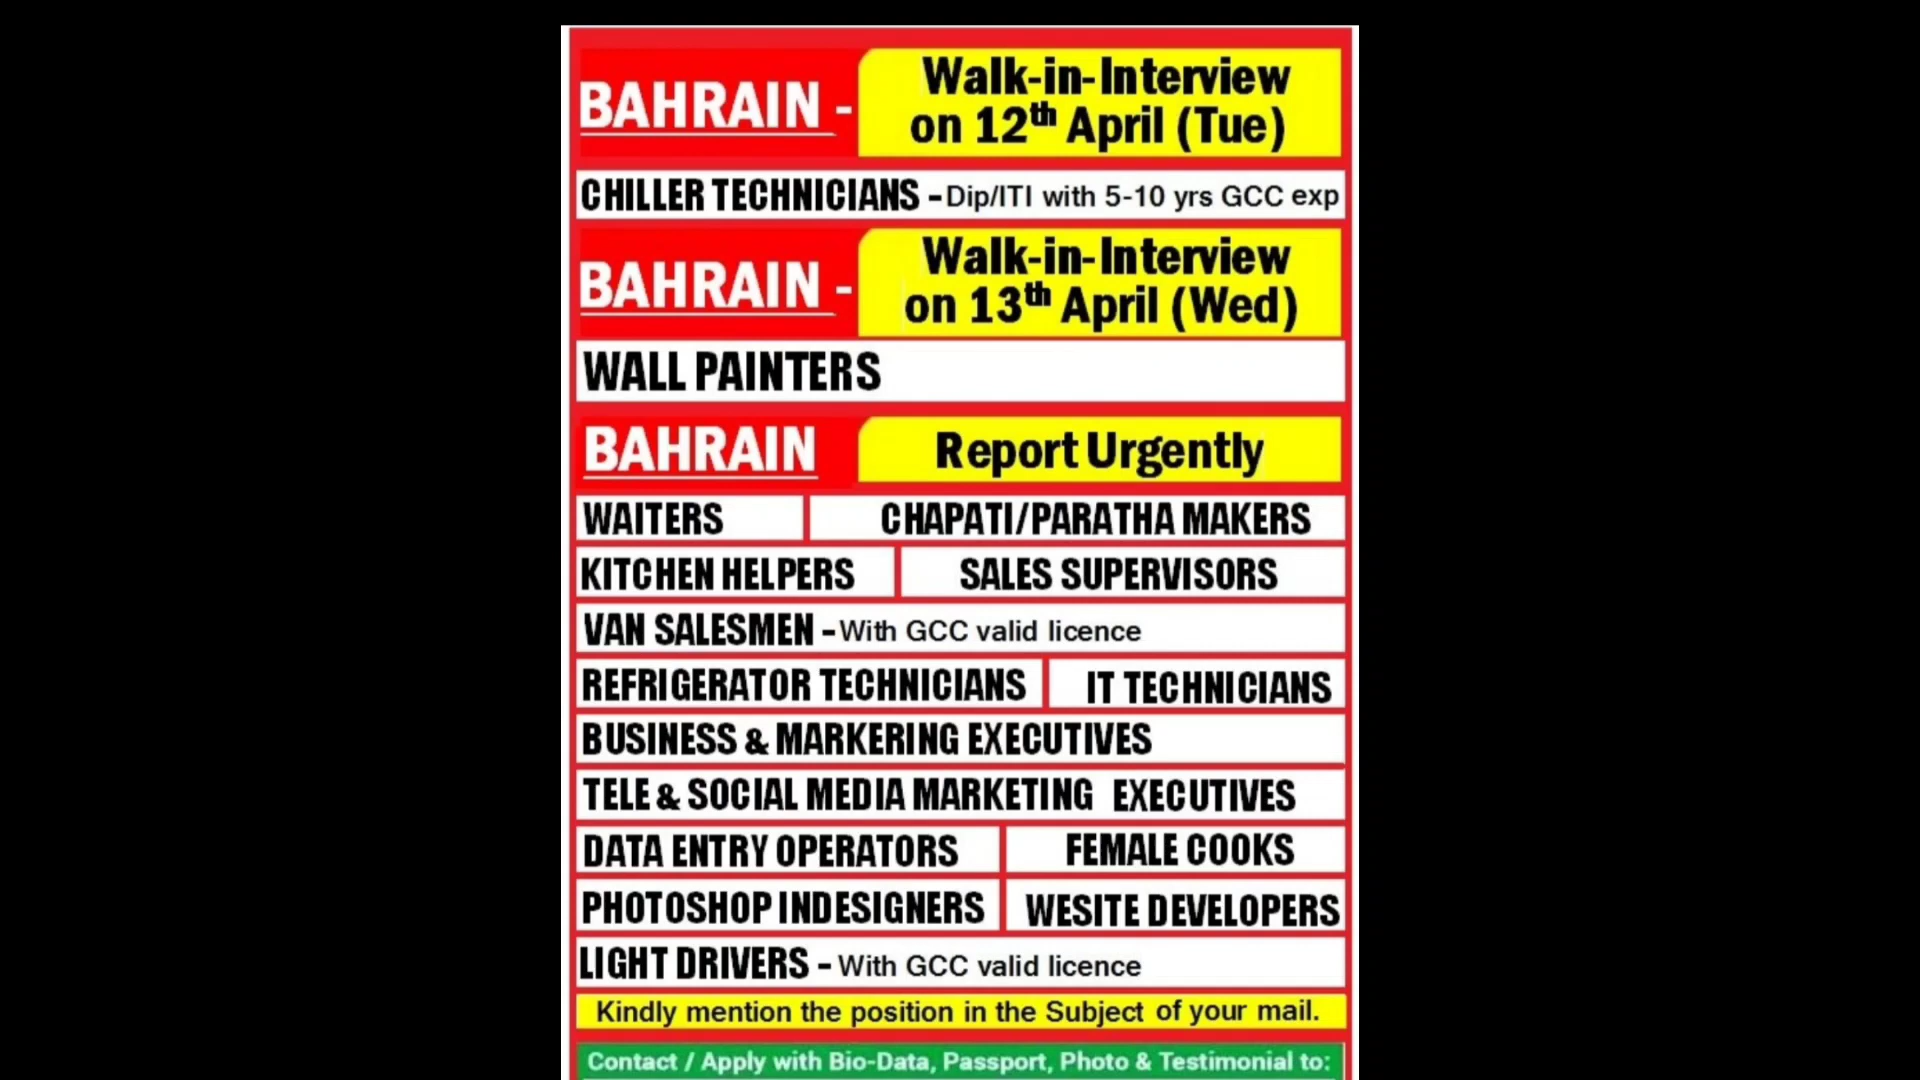 BAHRAIN -
Walk-in-Interview
on 12th April (Tue)
CHILLER TECHNICIANS - Dip/ITI with 5-10 yrs GCC exp
BAHRAIN -
Walk-in-Interview
on 13th April (Wed)
WALL PAINTERS
BAHRAIN
Report Urgently
WAITERS
CHAPATI/PARATHA MAKERS
KITCHEN HELPERS
SALES SUPERVISORS
VAN SALESMEN - With GCC valid licence
REFRIGERATOR TECHNICIANS
IT TECHNICIANS
BUSINESS & MARKERING EXECUTIVES
TELE & SOCIAL MEDIA MARKETING EXECUTIVES
DATA ENTRY OPERATORS
FEMALE COOKS
PHOTOSHOP INDESIGNERS
WESITE DEVELOPERS
LIGHT DRIVERS - With GCC valid licence
Kindly mention the position in the Subject of your mail.
Contact / Apply with Bio-Data, Passport, Photo & Testimonial to: